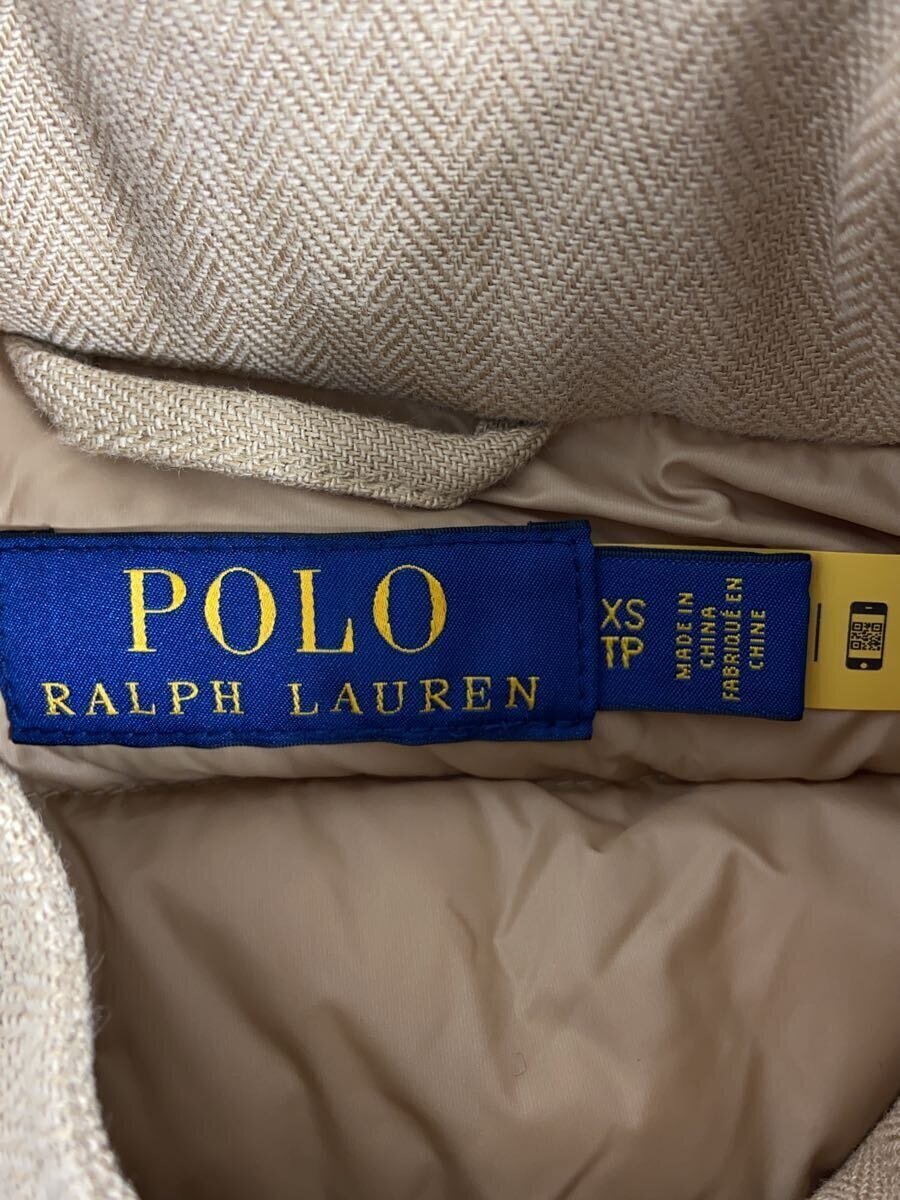 POLO
RALPH LAUREN
XS
TP
MADE IN
CHINA
FABRIQUÉ EN
CHINE